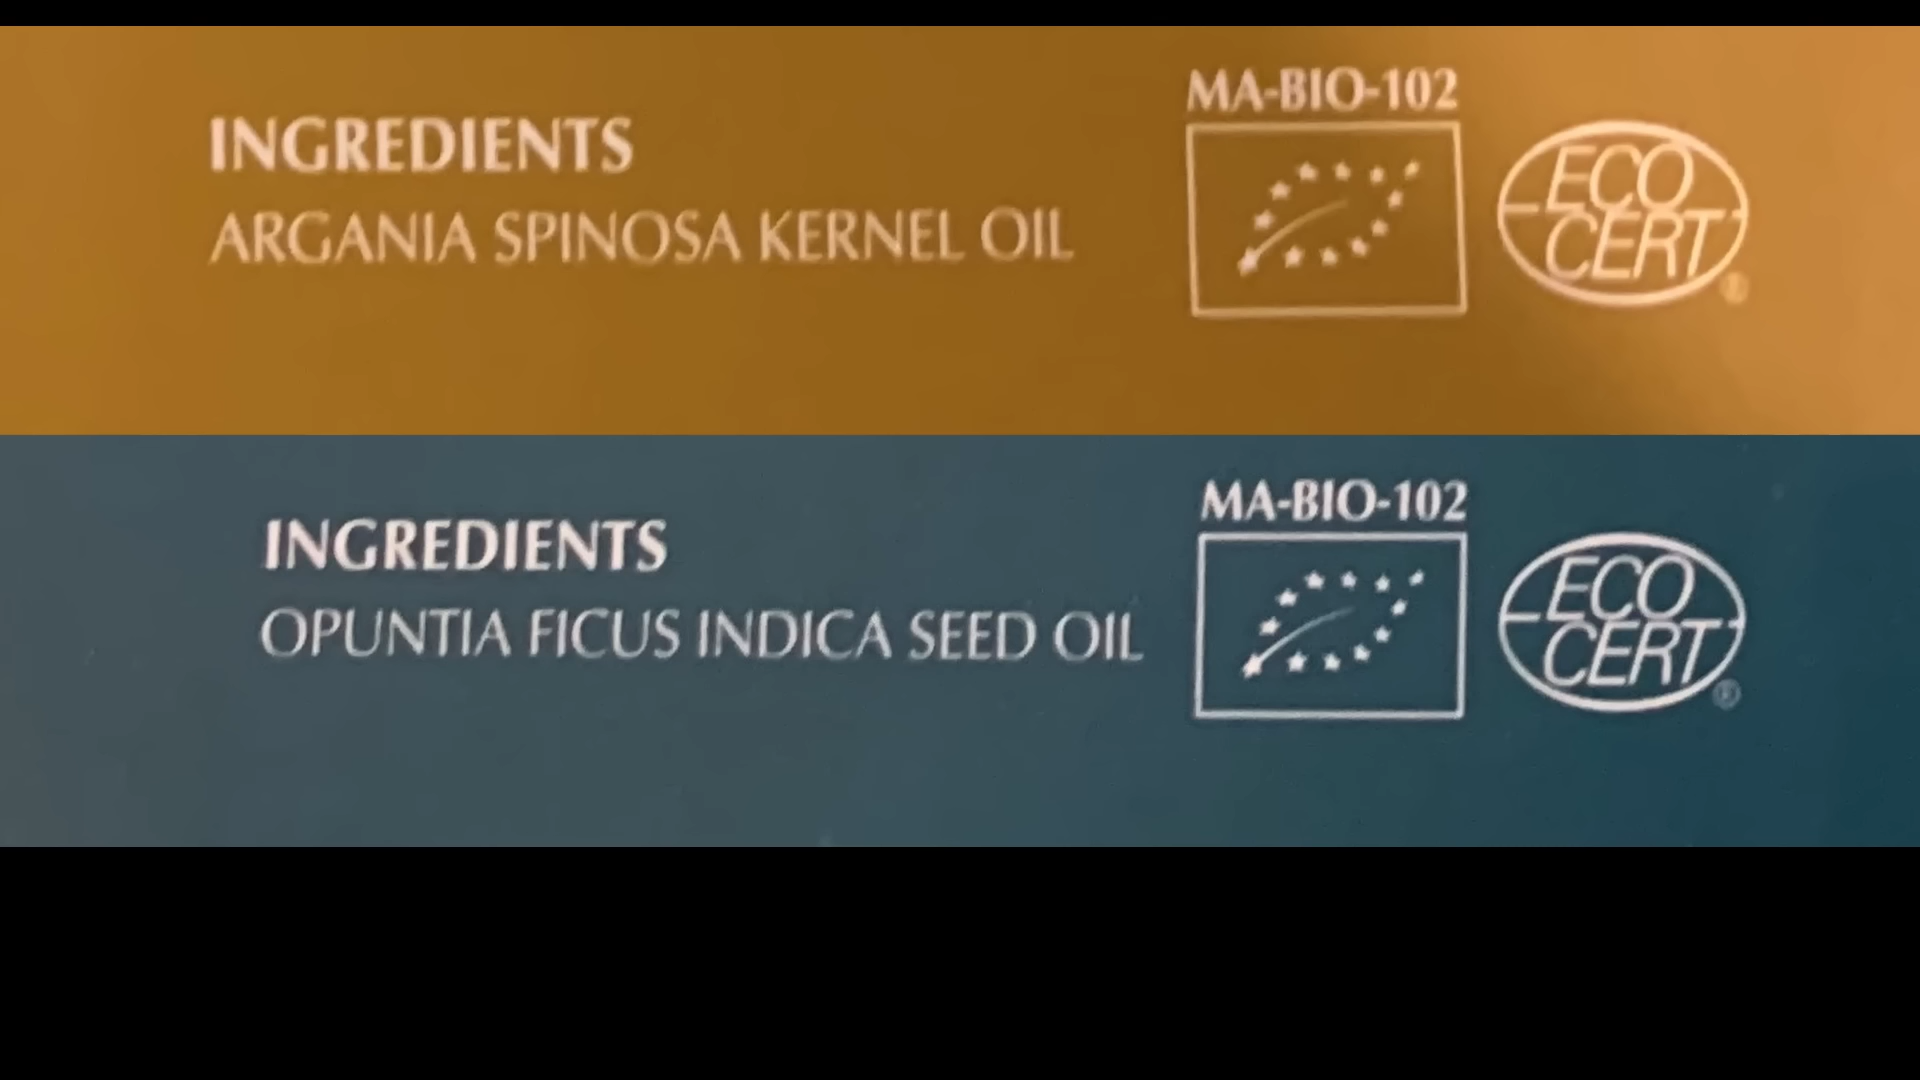 MA-BIO-102
INGREDIENTS
ARGANIA SPINOSA KERNEL OIL
ECO
CERT
®
MA-BIO-102
INGREDIENTS
OPUNTIA FICUS INDICA SEED OIL
ECO
CERT
®